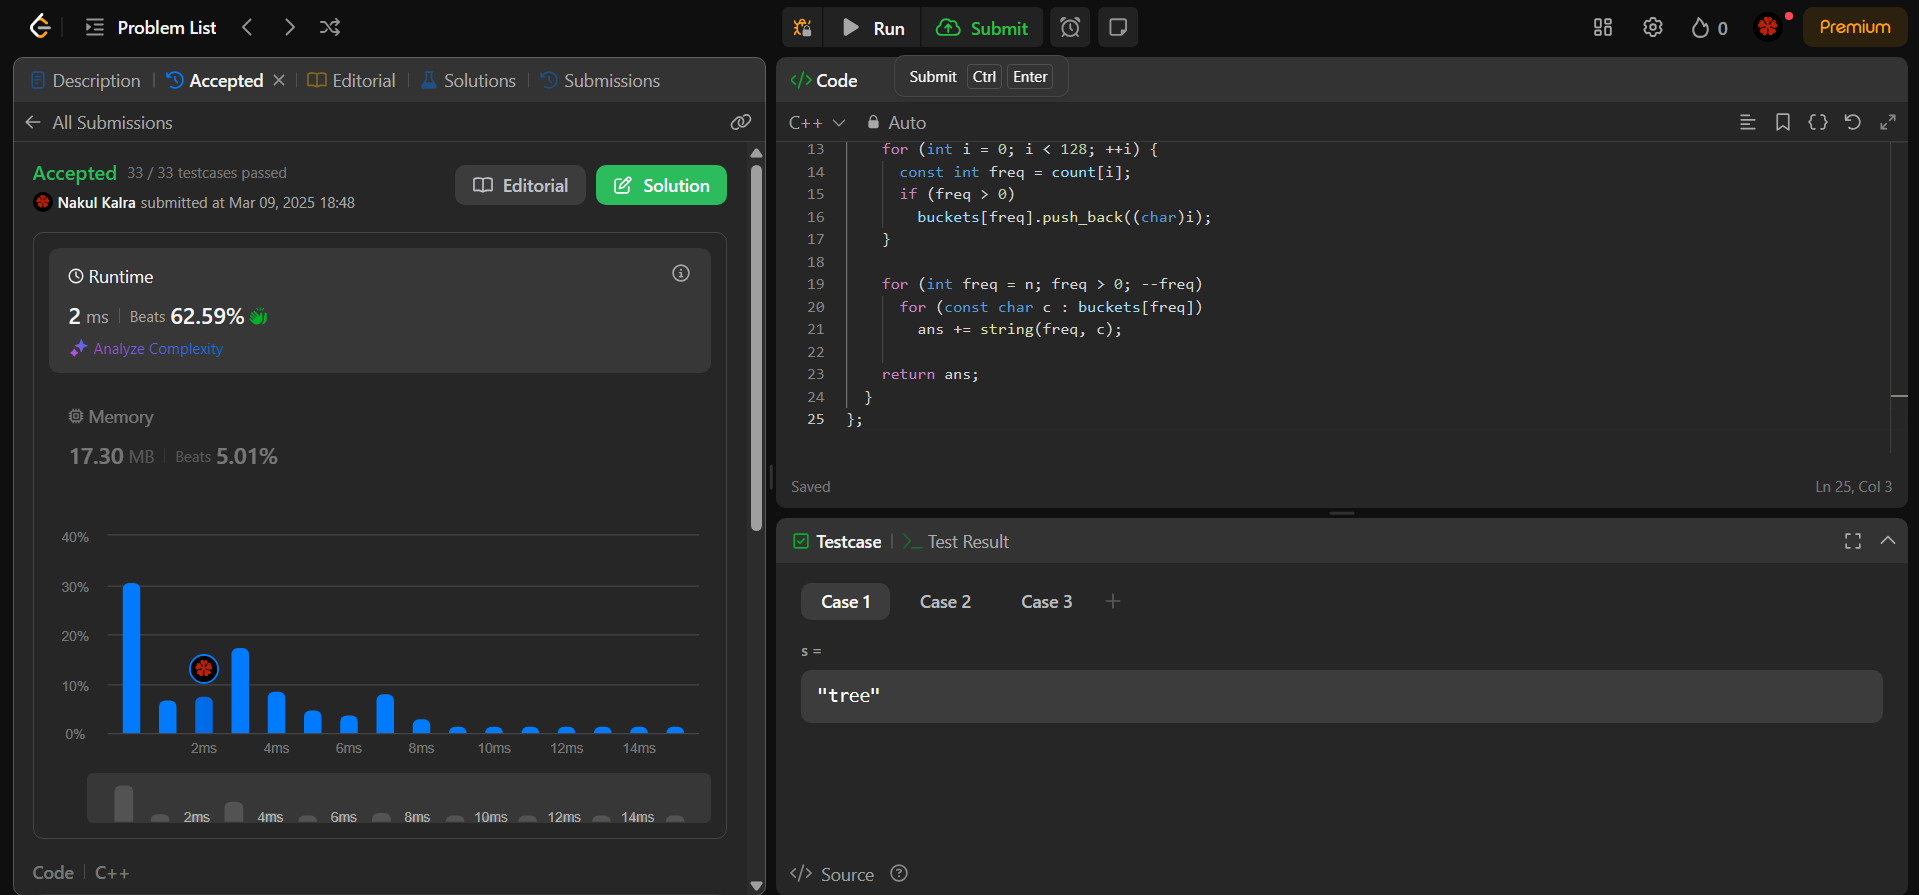 Problem List
Run
Submit
0
Premium
Description
Accepted
Editorial
Solutions
Submissions
All Submissions
Accepted 33 / 33 testcases passed
Nakul Kalra submitted at Mar 09, 2025 18:48
Editorial
Solution
Runtime
2 ms Beats 62.59%
Analyze Complexity
Memory
17.30 MB Beats 5.01%
40%
30%
20%
10%
0%
2ms 4ms 6ms 8ms 10ms 12ms 14ms
2ms 4ms 6ms 8ms 10ms 12ms 14ms
Code C++
</> Code
Submit Ctrl Enter
C++ Auto
13 for (int i = 0; i < 128; ++i) {
14 const int freq = count[i];
15 if (freq > 0)
16 buckets[freq].push_back((char)i);
17 }
18
19 for (int freq = n; freq > 0; --freq)
20 for (const char c : buckets[freq])
21 ans += string(freq, c);
22
23 return ans;
24 }
25 };
Saved
Ln 25, Col 3
Testcase
>_ Test Result
Case 1 Case 2 Case 3 +
s =
"tree"
</> Source